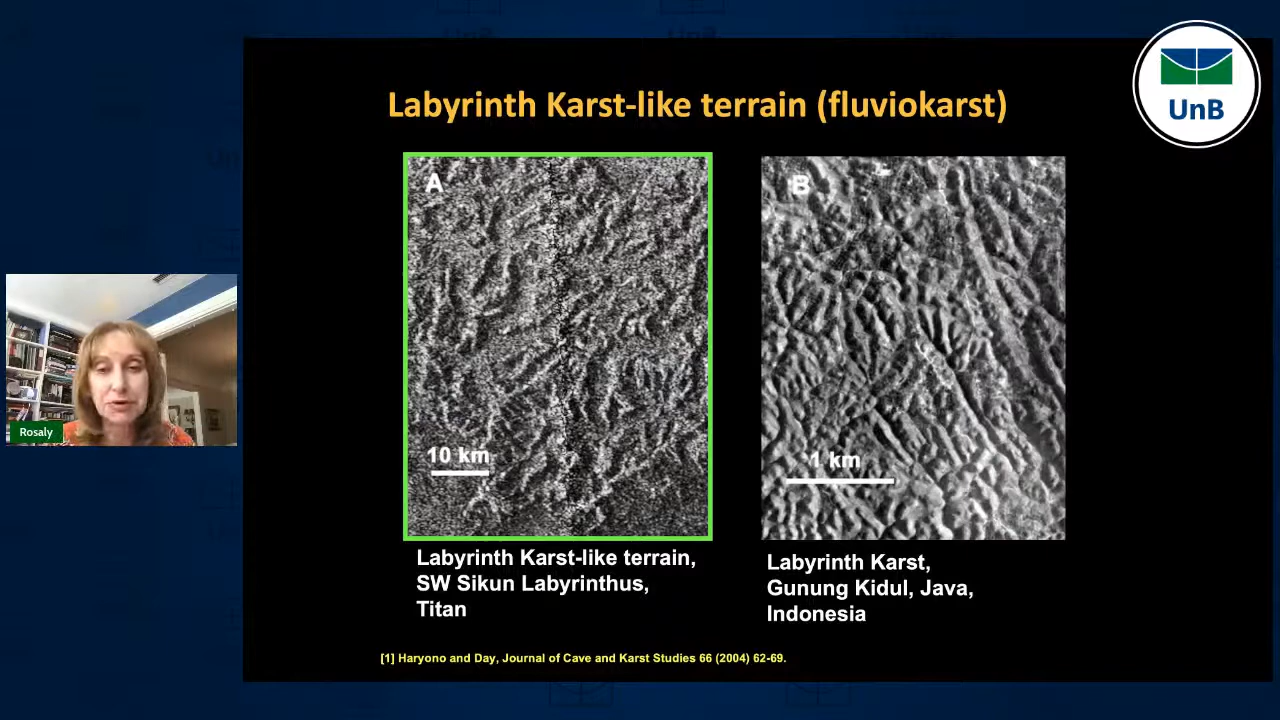 Labyrinth Karst-like terrain (fluviokarst)
UnB
A
B
10 km
1 km
Labyrinth Karst-like terrain,
SW Sikun Labyrinthus,
Titan
Labyrinth Karst,
Gunung Kidul, Java,
Indonesia
Rosaly
[1] Haryono and Day, Journal of Cave and Karst Studies 66 (2004) 62-69.